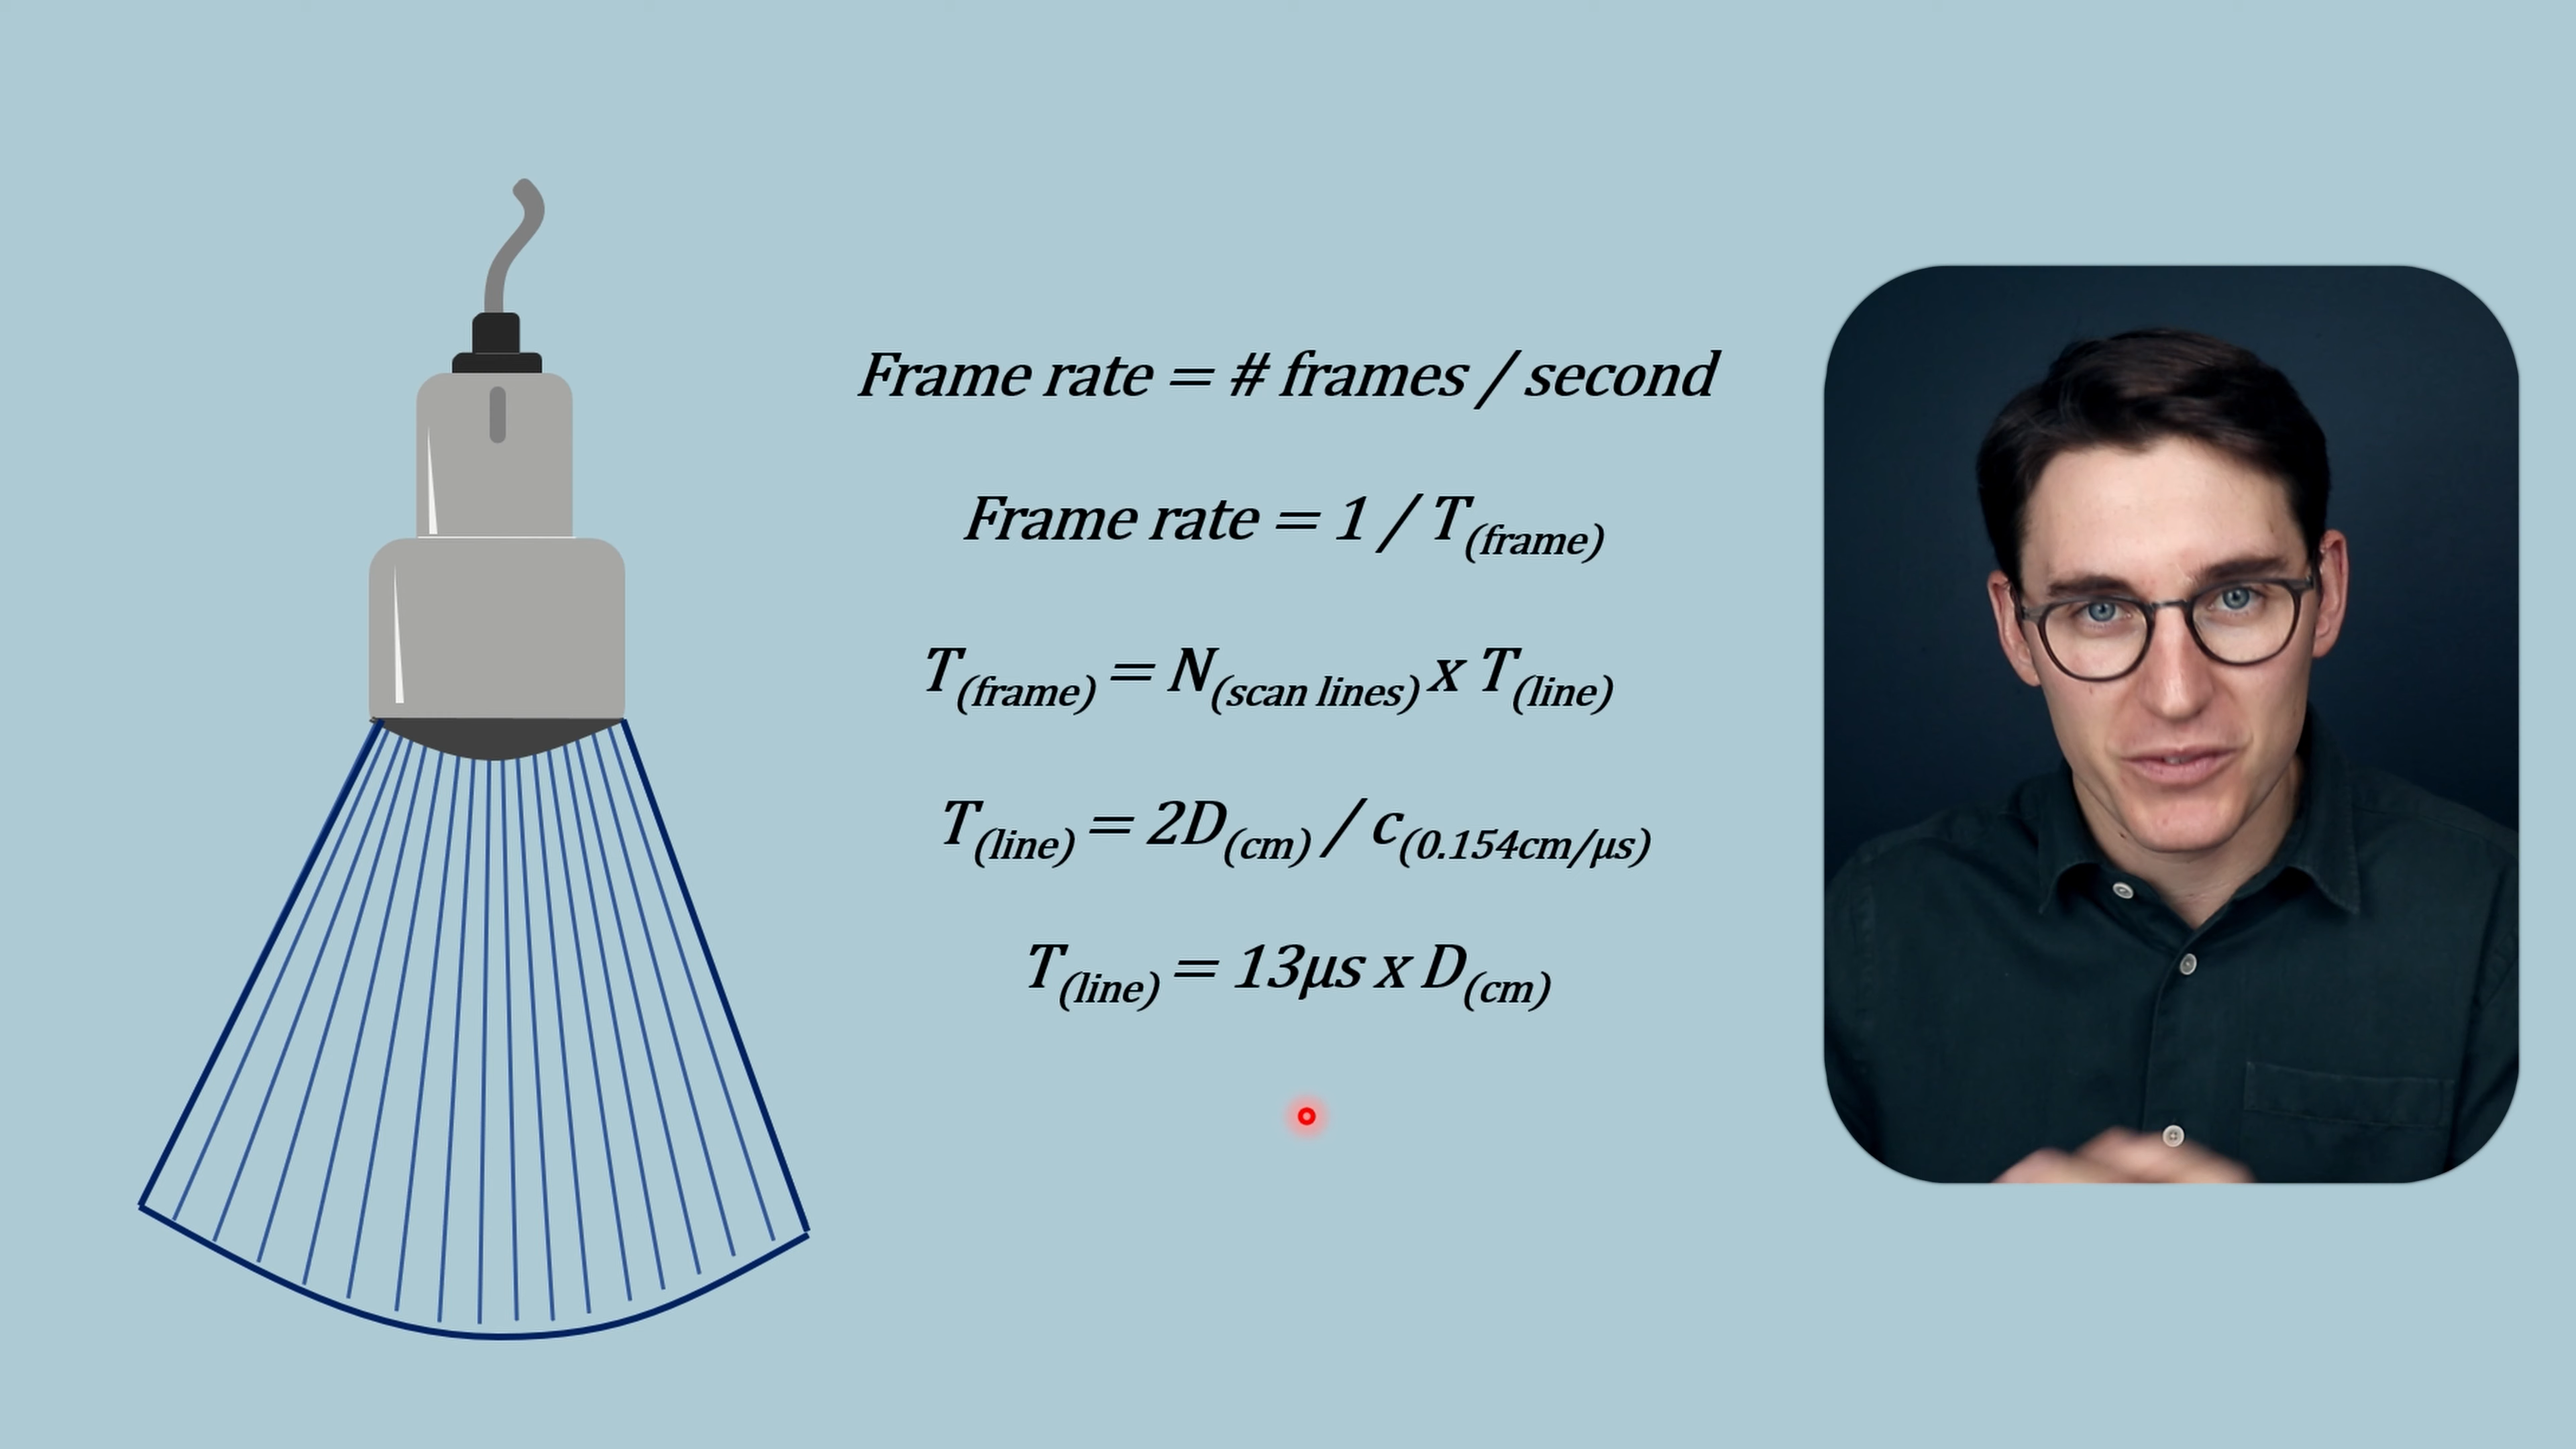 Frame rate = # frames / second
Frame rate = 1 / T(frame)
T(frame) = N(scan lines) x T(line)
T(line) = 2D(cm) / c(0.154cm/μs)
T(line) = 13μs x D(cm)